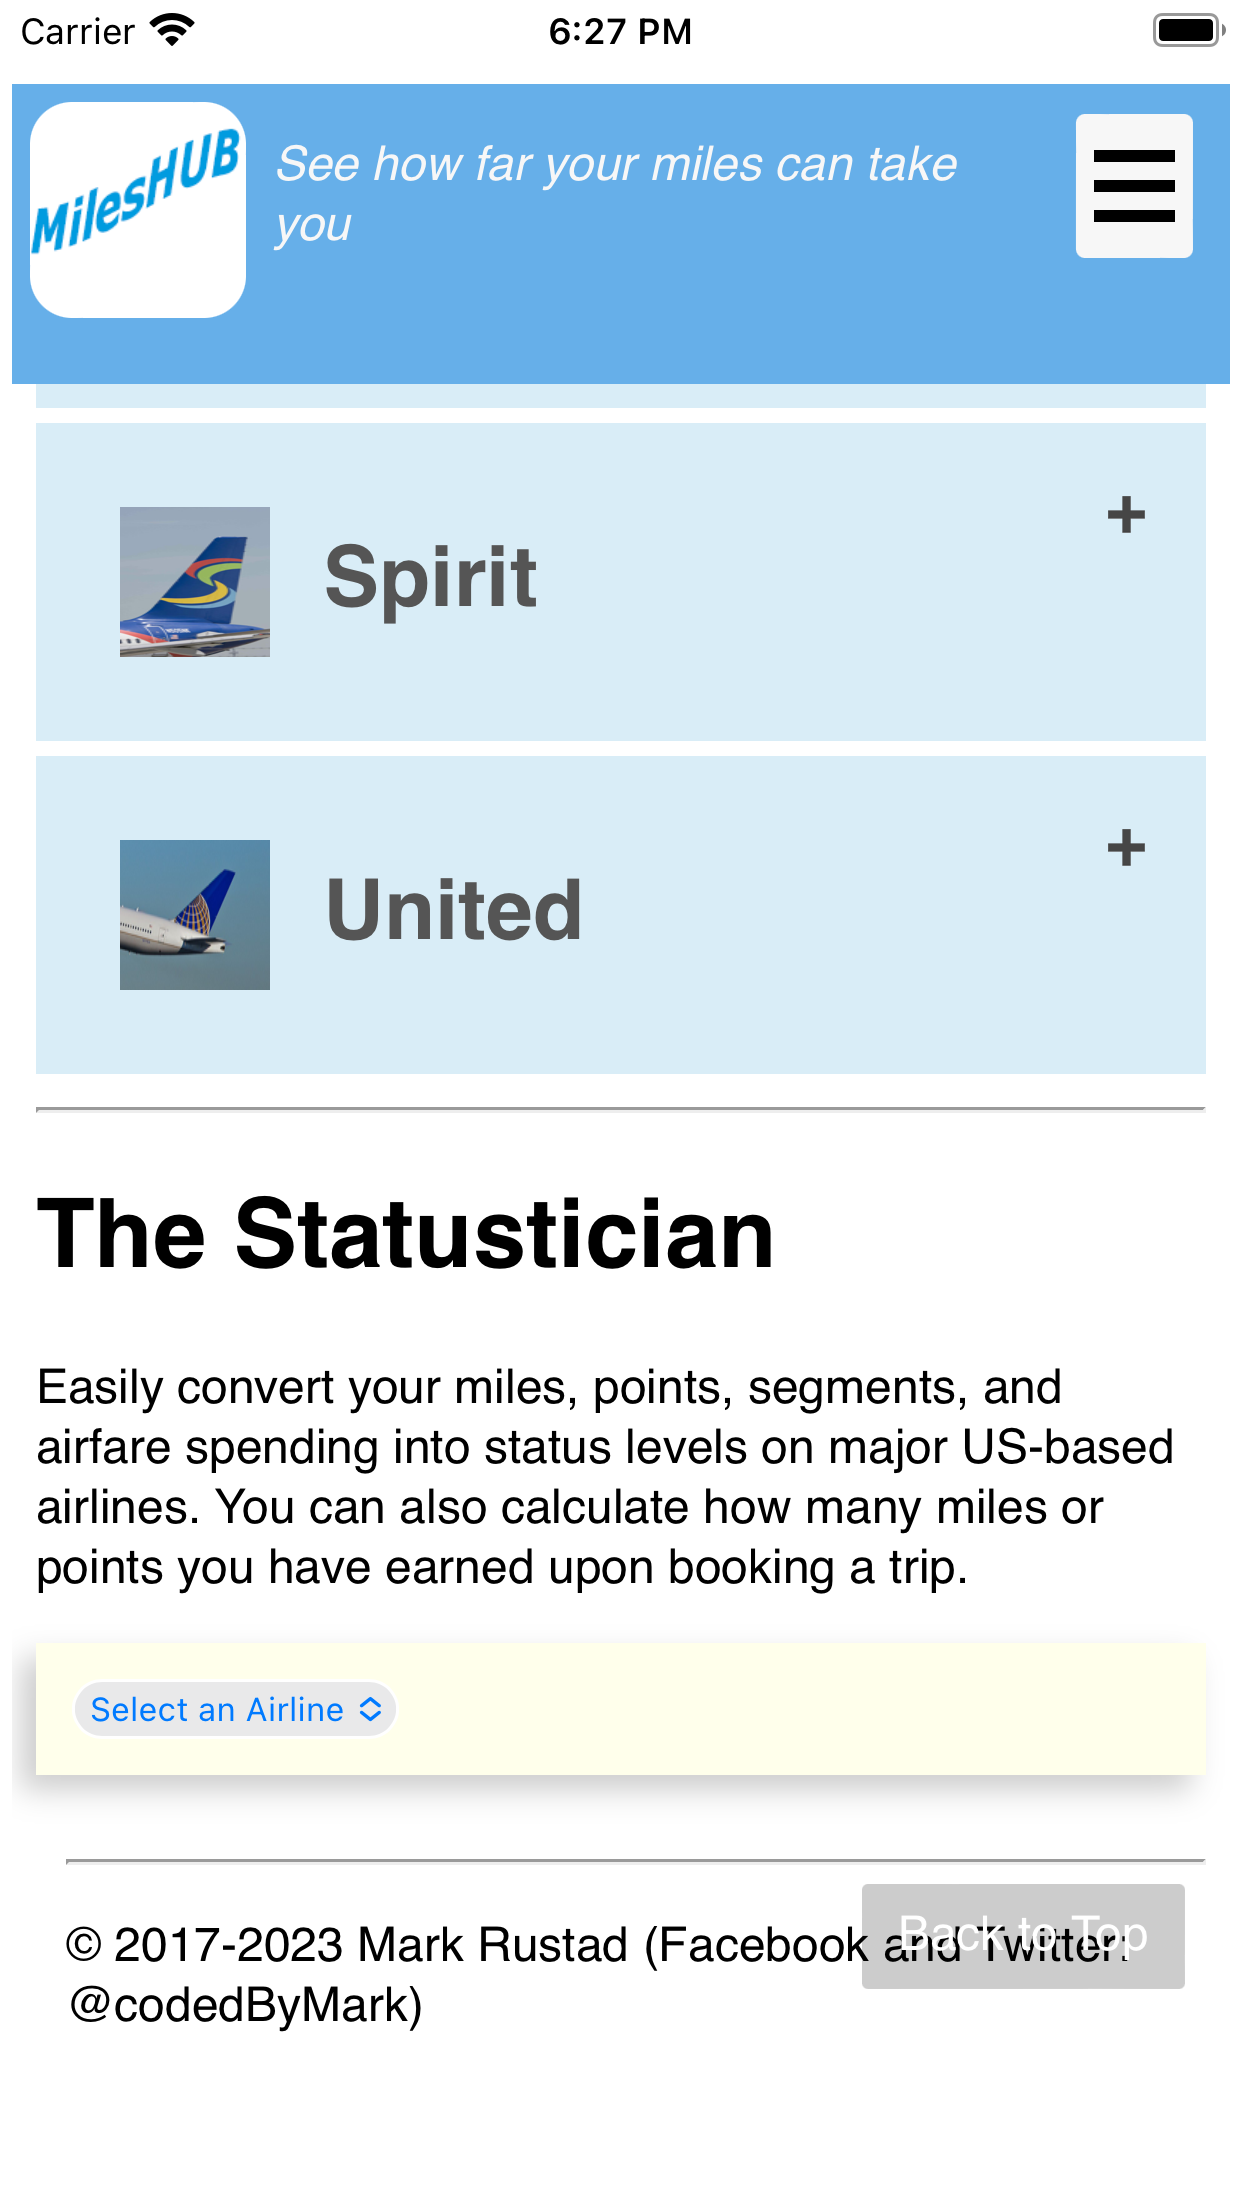 Carrier
6:27 PM
MilesHUB
See how far your miles can take
you
Spirit
+
United
+
The Statustician
Easily convert your miles, points, segments, and
airfare spending into status levels on major US-based
airlines. You can also calculate how many miles or
points you have earned upon booking a trip.
Select an Airline
© 2017-2023 Mark Rustad (Facebook and Twitter:
@codedByMark)
Back to Top